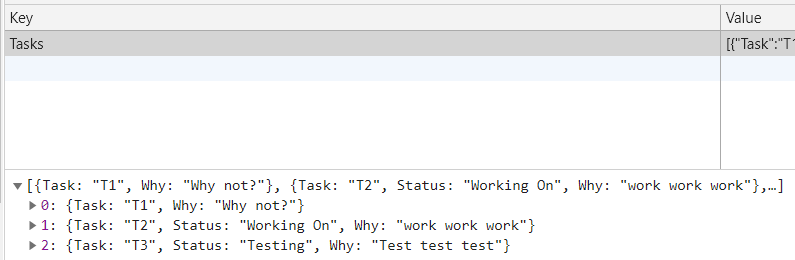 Key Value
Tasks [{"Task":"T1
[{Task: "T1", Why: "Why not?"}, {Task: "T2", Status: "Working On", Why: "work work work"},…]
0: {Task: "T1", Why: "Why not?"}
1: {Task: "T2", Status: "Working On", Why: "work work work"}
2: {Task: "T3", Status: "Testing", Why: "Test test test"}